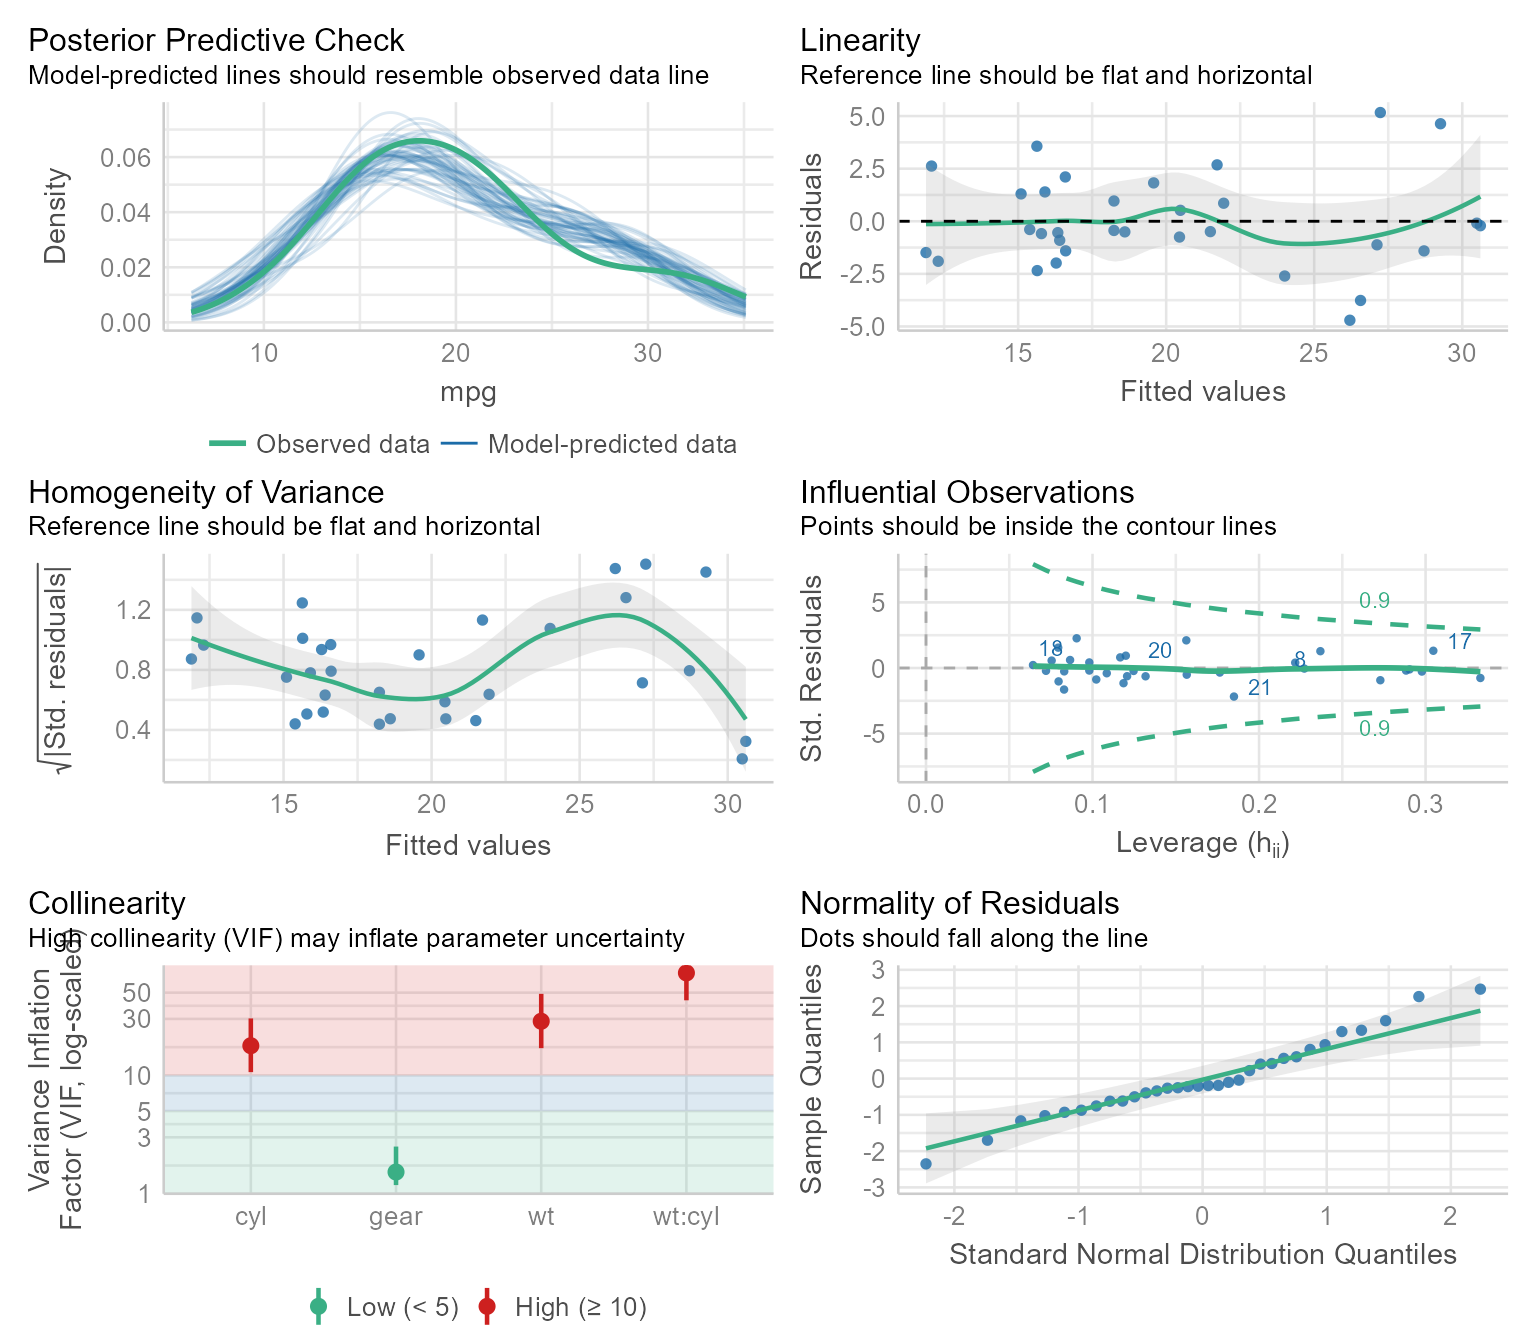 Posterior Predictive Check
Model-predicted lines should resemble observed data line
Density
0.06
0.04
0.02
0.00
10 20 30
mpg
Observed data Model-predicted data
Linearity
Reference line should be flat and horizontal
Residuals
5.0
2.5
0.0
-2.5
-5.0
15 20 25 30
Fitted values
Homogeneity of Variance
Reference line should be flat and horizontal
√|Std. residuals|
1.2
0.8
0.4
15 20 25 30
Fitted values
Influential Observations
Points should be inside the contour lines
Std. Residuals
5
0
-5
0.9
18
20
8
17
21
0.9
0.0 0.1 0.2 0.3
Leverage (hii)
Collinearity
High collinearity (VIF) may inflate parameter uncertainty
Variance Inflation
Factor (VIF, log-scaled)
50
30
10
5
3
1
cyl gear wt wt:cyl
Low (< 5) High (≥ 10)
Normality of Residuals
Dots should fall along the line
Sample Quantiles
3
2
1
0
-1
-2
-3
-2 -1 0 1 2
Standard Normal Distribution Quantiles